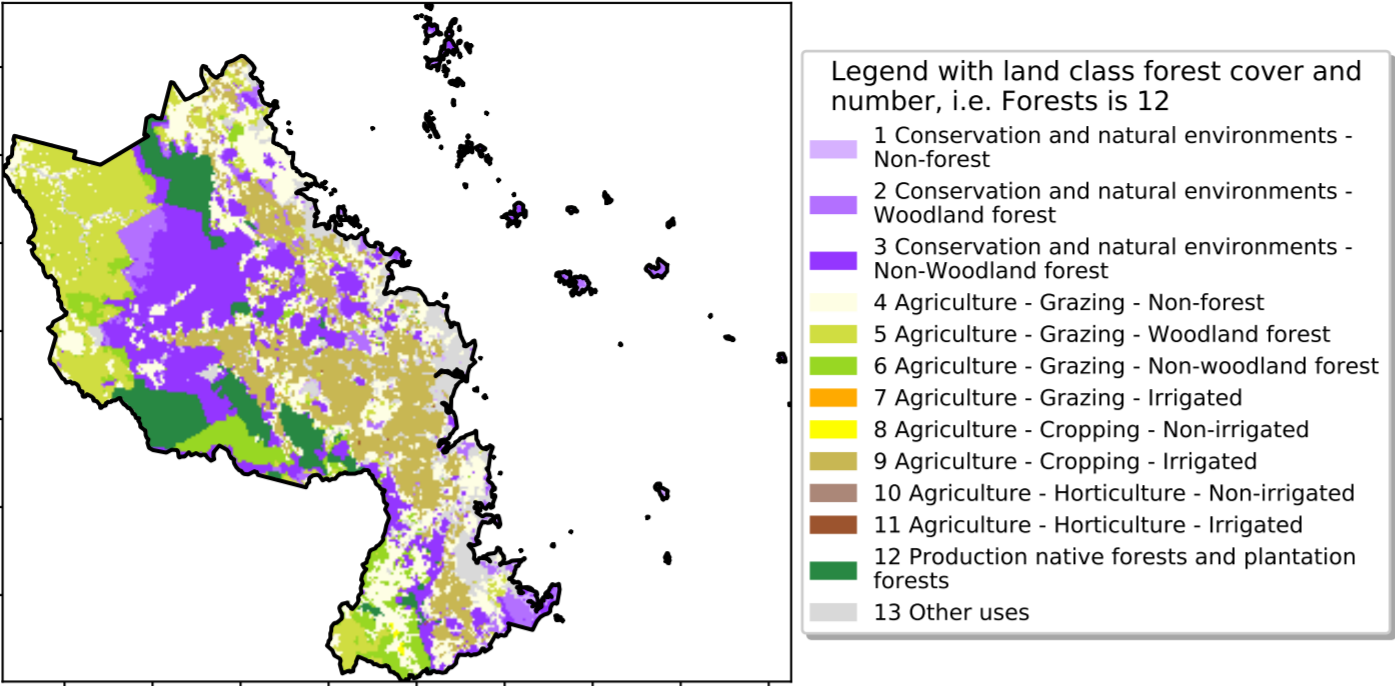 Legend with land class forest cover and
number, i.e. Forests is 12
1 Conservation and natural environments -
Non-forest
2 Conservation and natural environments -
Woodland forest
3 Conservation and natural environments -
Non-Woodland forest
4 Agriculture - Grazing - Non-forest
5 Agriculture - Grazing - Woodland forest
6 Agriculture - Grazing - Non-woodland forest
7 Agriculture - Grazing - Irrigated
8 Agriculture - Cropping - Non-irrigated
9 Agriculture - Cropping - Irrigated
10 Agriculture - Horticulture - Non-irrigated
11 Agriculture - Horticulture - Irrigated
12 Production native forests and plantation
forests
13 Other uses